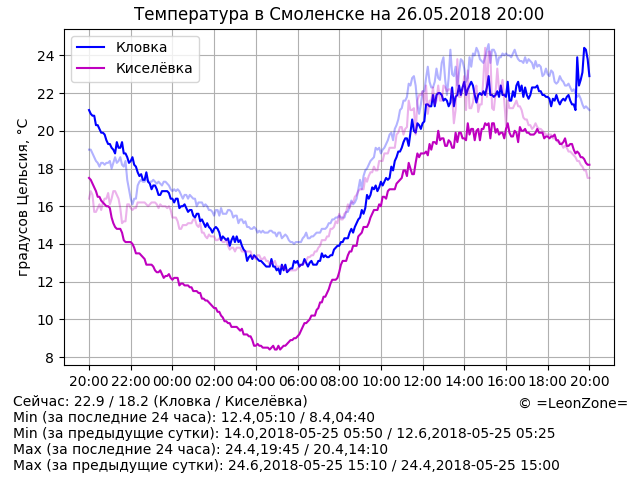 Температура в Смоленске на 26.05.2018 20:00
Кловка
Киселёвка
градусов Цельсия, °C
24
22
20
18
16
14
12
10
8
20:00 22:00 00:00 02:00 04:00 06:00 08:00 10:00 12:00 14:00 16:00 18:00 20:00
Сейчас: 22.9 / 18.2 (Кловка / Киселёвка)
© =LeonZone=
Min (за последние 24 часа): 12.4,05:10 / 8.4,04:40
Min (за предыдущие сутки): 14.0,2018-05-25 05:50 / 12.6,2018-05-25 05:25
Max (за последние 24 часа): 24.4,19:45 / 20.4,14:10
Max (за предыдущие сутки): 24.6,2018-05-25 15:10 / 24.4,2018-05-25 15:00